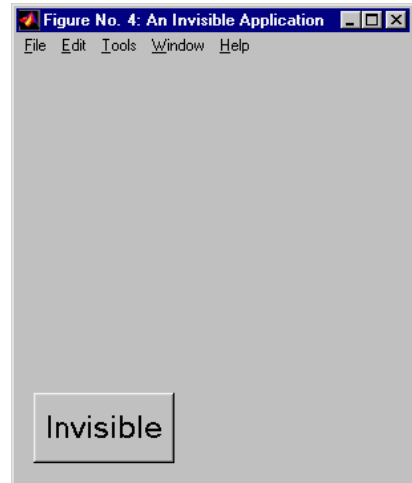 Figure No. 4: An Invisible Application
File Edit Tools Window Help
Invisible